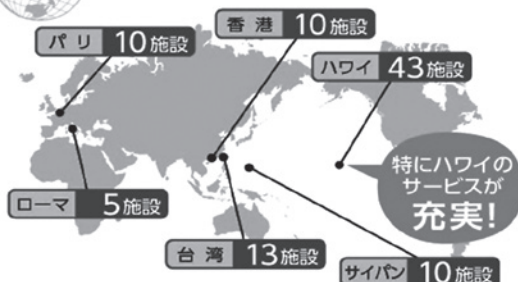 香港 10施設
パリ 10施設
ハワイ 43施設
特にハワイの
サービスが
充実!
ローマ 5施設
台湾 13施設
サイパン 10施設